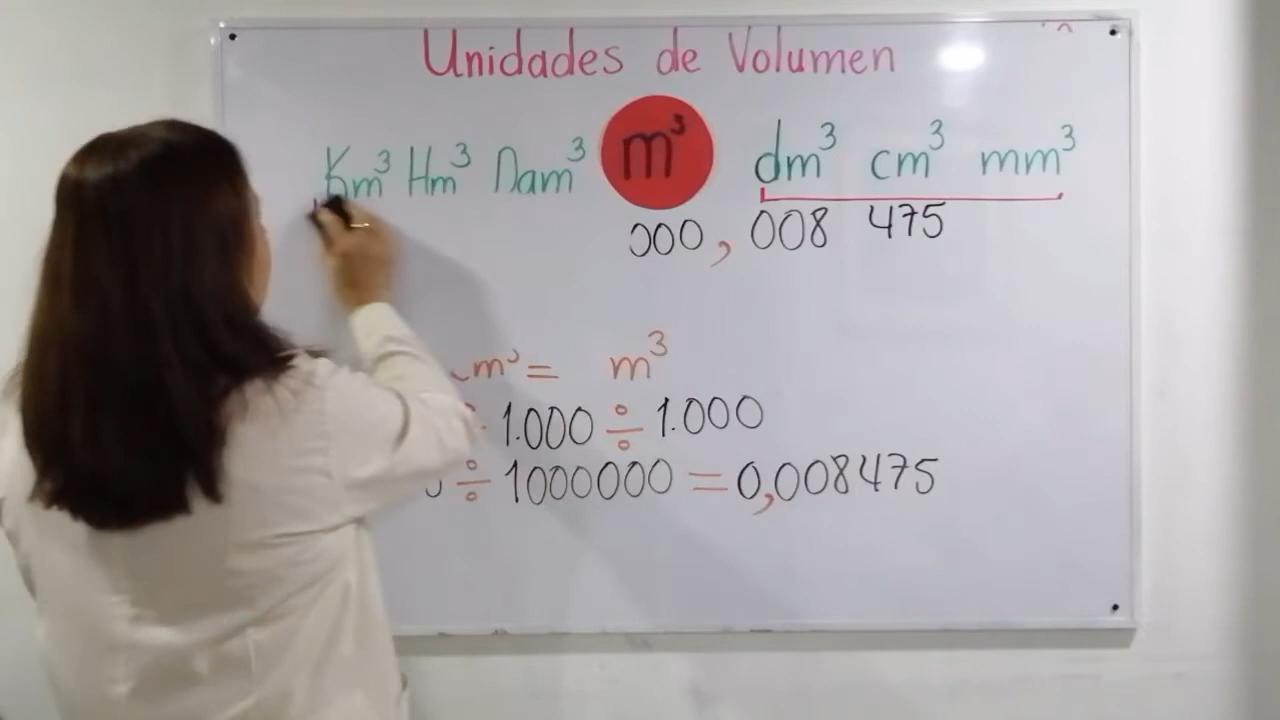 Unidades de Volumen
Km³ Hm³ Dam³ m³ dm³ cm³ mm³
000, 008 475
m³ = m³
1.000 ÷ 1.000
÷ 1000000 = 0,008475